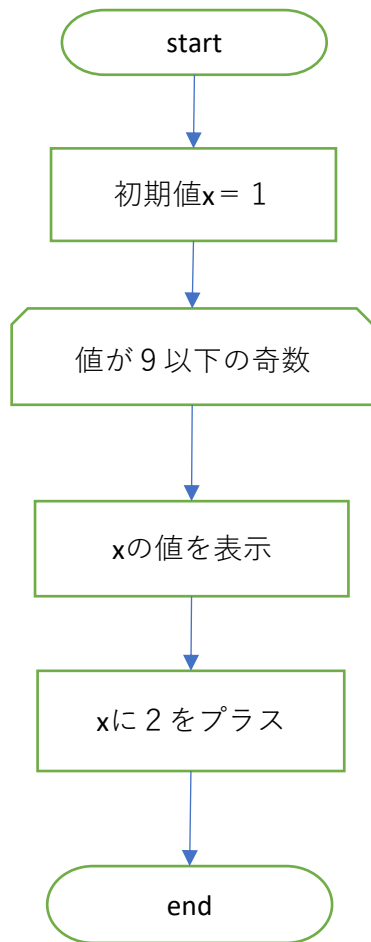 start
初期値x＝１
値が９以下の奇数
xの値を表示
xに２をプラス
end